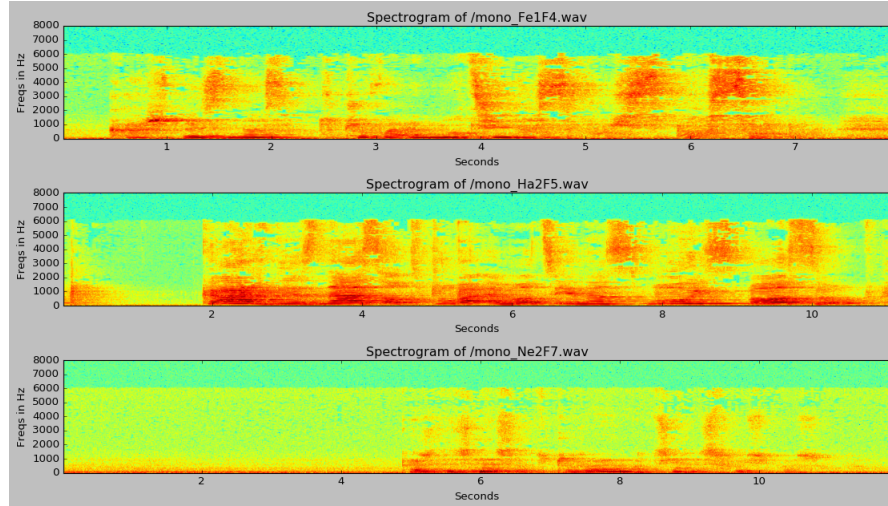 Spectrogram of /mono_Fe1F4.wav
8000
7000
6000
5000
4000
3000
2000
1000
0
Freqs in Hz
1 2 3 4 5 6 7
Seconds
Spectrogram of /mono_Ha2F5.wav
8000
7000
6000
5000
4000
3000
2000
1000
0
Freqs in Hz
2 4 6 8 10
Seconds
Spectrogram of /mono_Ne2F7.wav
8000
7000
6000
5000
4000
3000
2000
1000
0
Freqs in Hz
2 4 6 8 10
Seconds